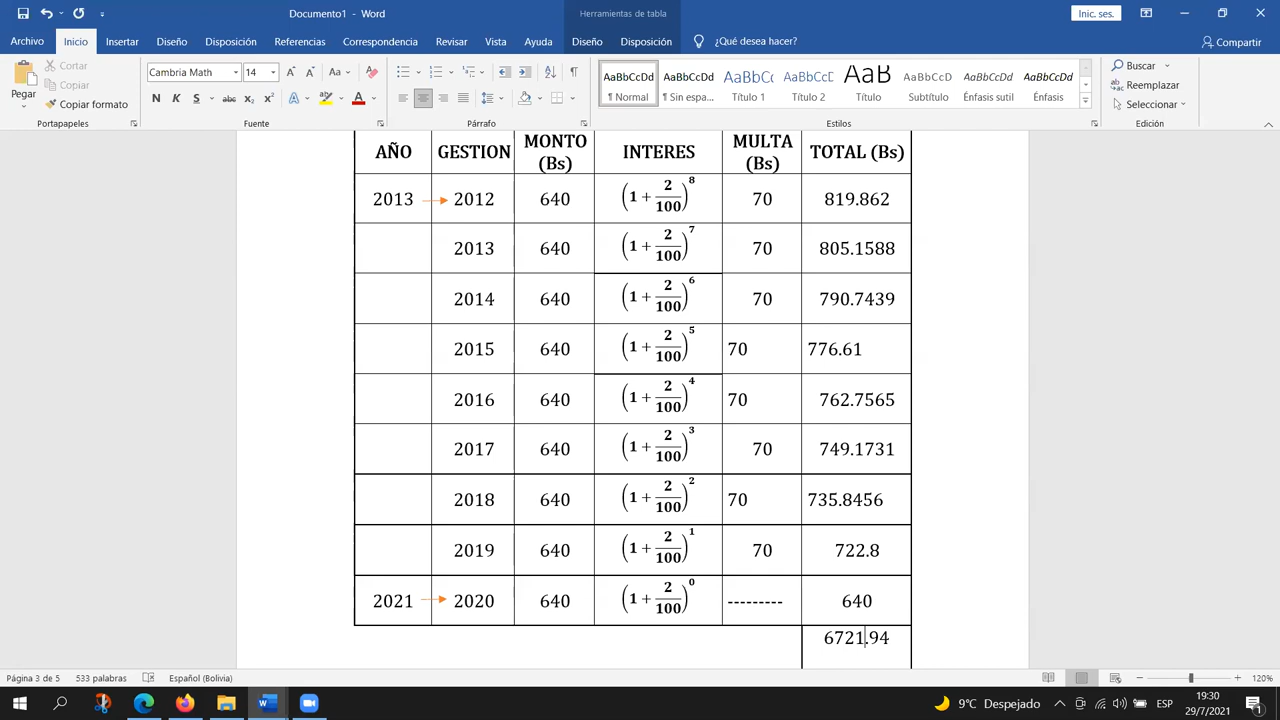 Documento1 - Word
Herramientas de tabla
Inic. ses.
Archivo Inicio Insertar Diseño Disposición Referencias Correspondencia Revisar Vista Ayuda Diseño Disposición ¿Qué desea hacer? Compartir
Pegar
Cortar
Copiar
Copiar formato
Portapapeles
Cambria Math 14
Aa
N K S abc x₂ x² A A
Fuente
Párrafo
AaBbCcDd AaBbCcDd AaBbCc AaBbCcD AaB AaBbCcD AaBbCcDd AaBbCcDd
¶ Normal ¶ Sin espa... Título 1 Título 2 Título Subtítulo Énfasis sutil Énfasis
Estilos
Buscar
Reemplazar
Seleccionar
Edición
AÑO GESTION MONTO (Bs) INTERES MULTA (Bs) TOTAL (Bs)
2013 2012 640 (1 + 2/100)^8 70 819.862
2013 640 (1 + 2/100)^7 70 805.1588
2014 640 (1 + 2/100)^6 70 790.7439
2015 640 (1 + 2/100)^5 70 776.61
2016 640 (1 + 2/100)^4 70 762.7565
2017 640 (1 + 2/100)^3 70 749.1731
2018 640 (1 + 2/100)^2 70 735.8456
2019 640 (1 + 2/100)^1 70 722.8
2021 2020 640 (1 + 2/100)^0 --------- 640
6721.94
Página 3 de 5 533 palabras Español (Bolivia) 120%
9°C Despejado ESP 19:30
29/7/2021